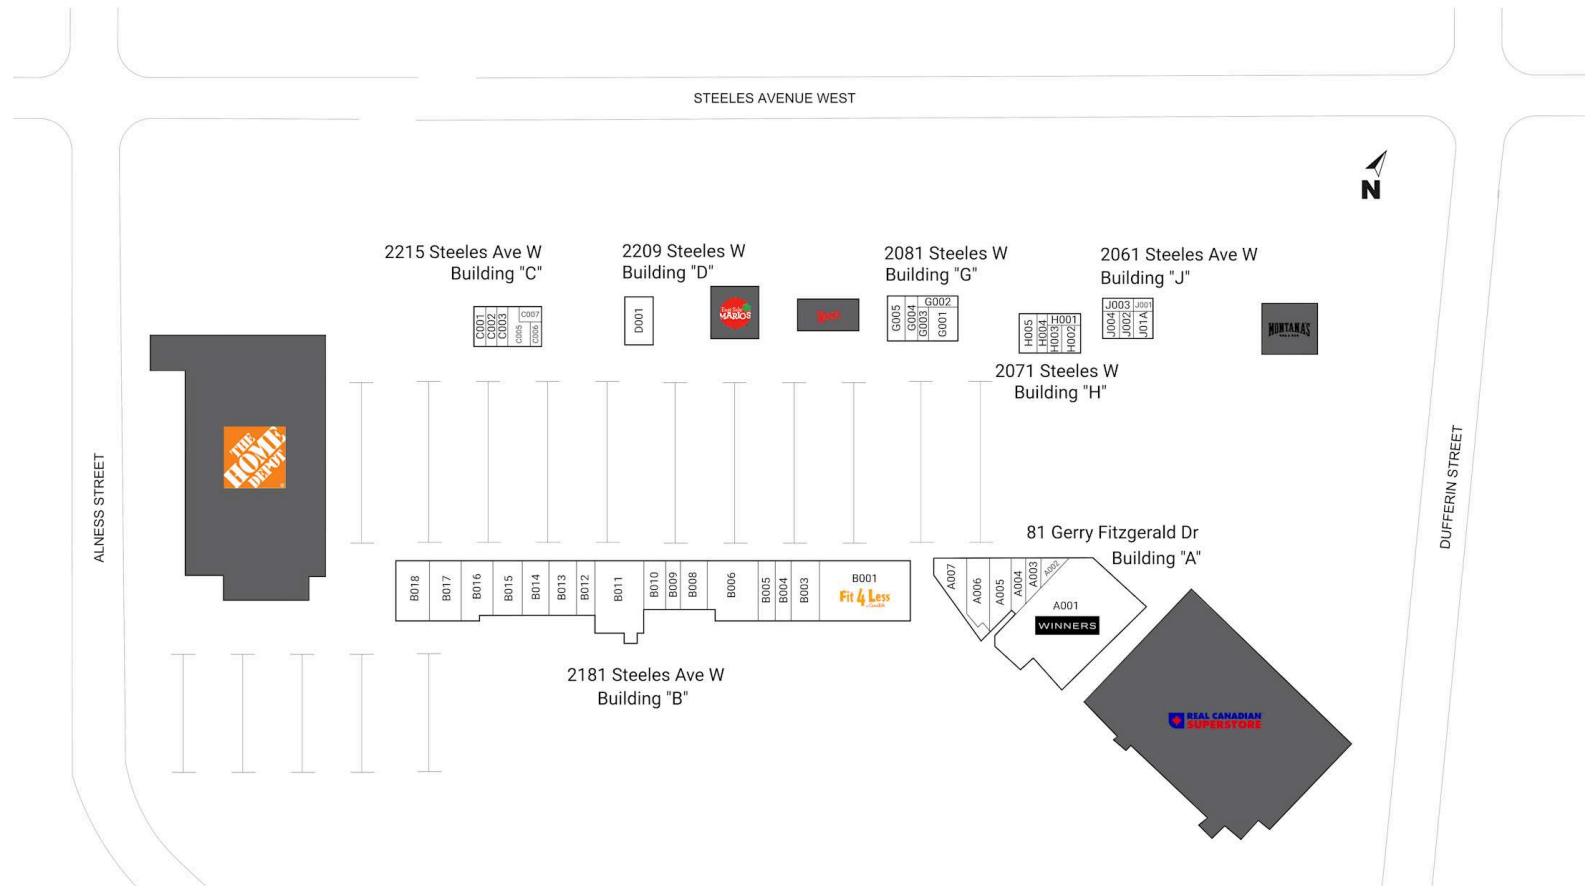 STEELES AVENUE WEST
N
2215 Steeles Ave W
Building "C"
2209 Steeles W
Building "D"
2081 Steeles W
Building "G"
2061 Steeles Ave W
Building "J"
C001
C002
C003
C007
C005
C006
D001
East Side
MARIOS
G005
G004
G002
G003
G001
H005
H004
H001
H003
H002
J003
J001
J004
J002
J01A
MONTANA'S
2071 Steeles W
Building "H"
THE
HOME
DEPOT
ALNESS STREET
DUFFERIN STREET
81 Gerry Fitzgerald Dr
Building "A"
B018
B017
B016
B015
B014
B013
B012
B011
B010
B009
B008
B006
B005
B004
B003
B001
Fit 4 Less
A007
A006
A005
A004
A003
A002
A001
WINNERS
2181 Steeles Ave W
Building "B"
REAL CANADIAN
SUPERSTORE